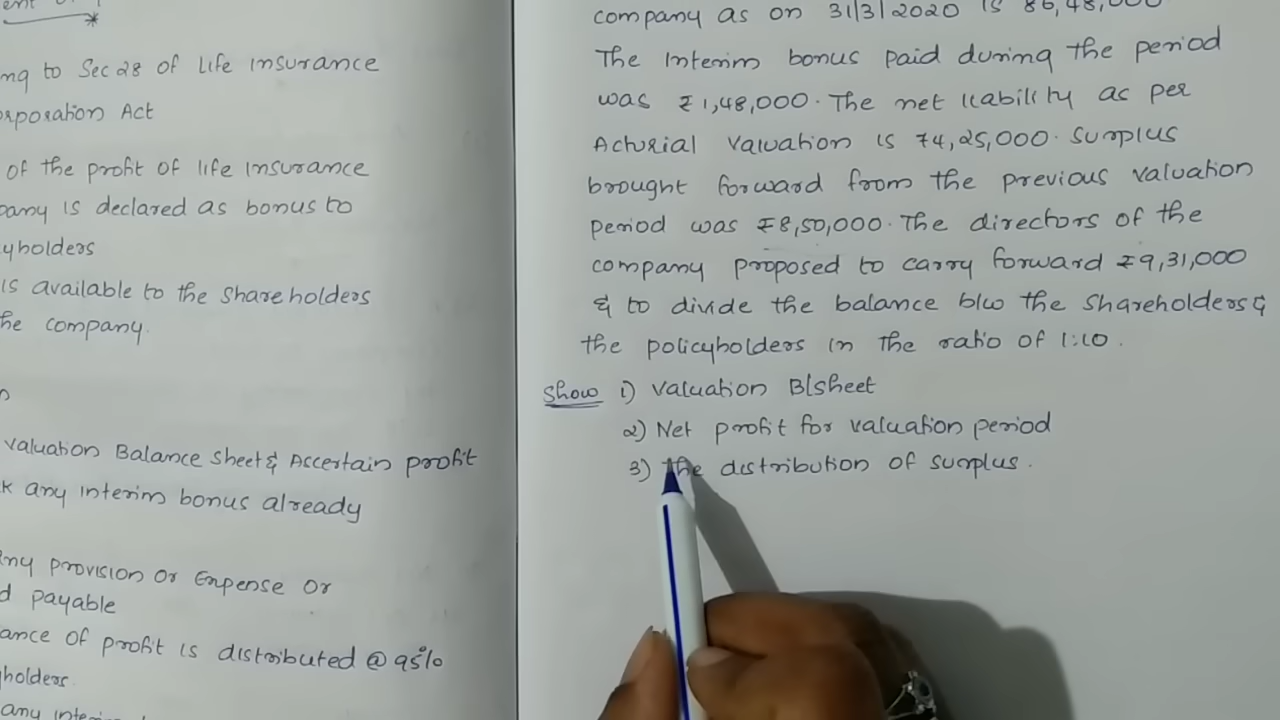 ng to Sec 28 of Life insurance
orporation Act
of the profit of life insurance
pany is declared as bonus to
yholders
is available to the shareholders
he company.
Valuation Balance Sheet & Ascertain profit
k any interim bonus already
ny provision or Expense or
d payable
ance of profit is distributed @ 95%
holders
any inte
company as on 31/3/2020 is 86,48,000
The Interim bonus paid during the period
was ₹1,48,000. The net liability as per
Acturial valuation is 74,25,000. Surplus
brought forward from the previous valuation
period was ₹8,50,000. The directors of the
company proposed to carry forward ₹9,31,000
& to divide the balance b/w the shareholders &
the policyholders in the ratio of 1:10.
Show 1) Valuation B/sheet
2) Net profit for valuation period
3) The distribution of surplus.